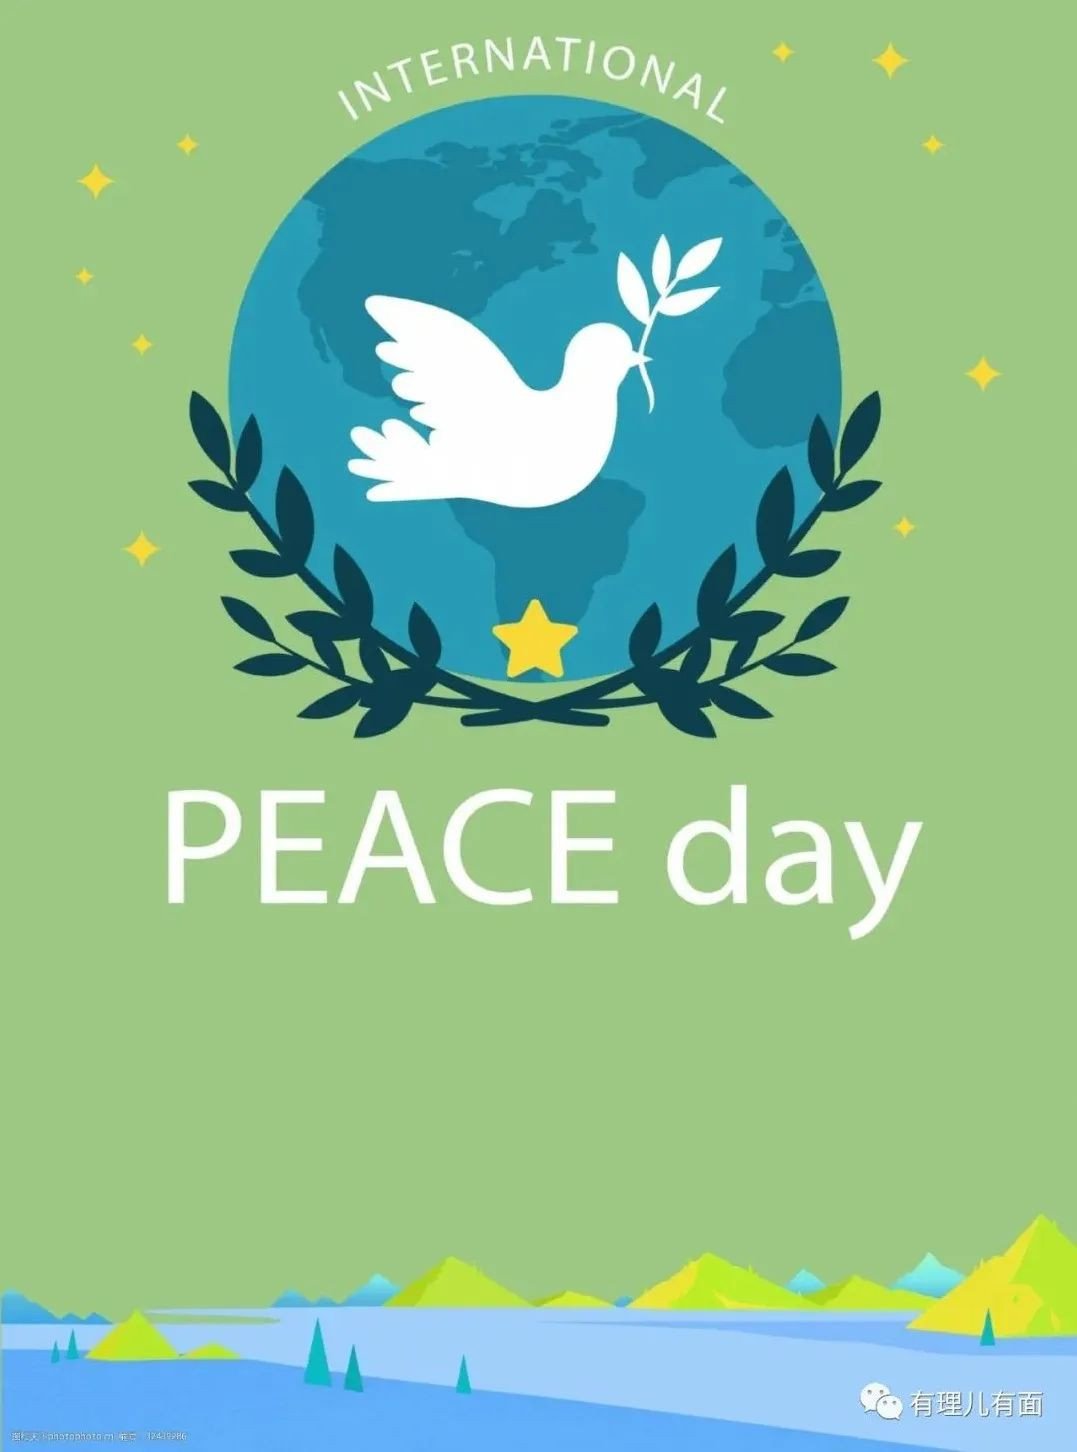 INTERNATIONAL
PEACE day
有理儿有面